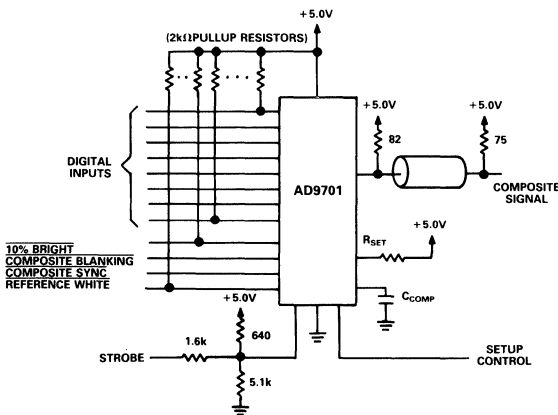 +5.0V
(2kΩPULLUP RESISTORS)
+5.0V
+5.0V
82
75
DIGITAL
INPUTS
AD9701
COMPOSITE
SIGNAL
10% BRIGHT
COMPOSITE BLANKING
COMPOSITE SYNC
REFERENCE WHITE
RSET
+5.0V
CCOMP
+5.0V
640
1.6k
STROBE
5.1k
SETUP
CONTROL